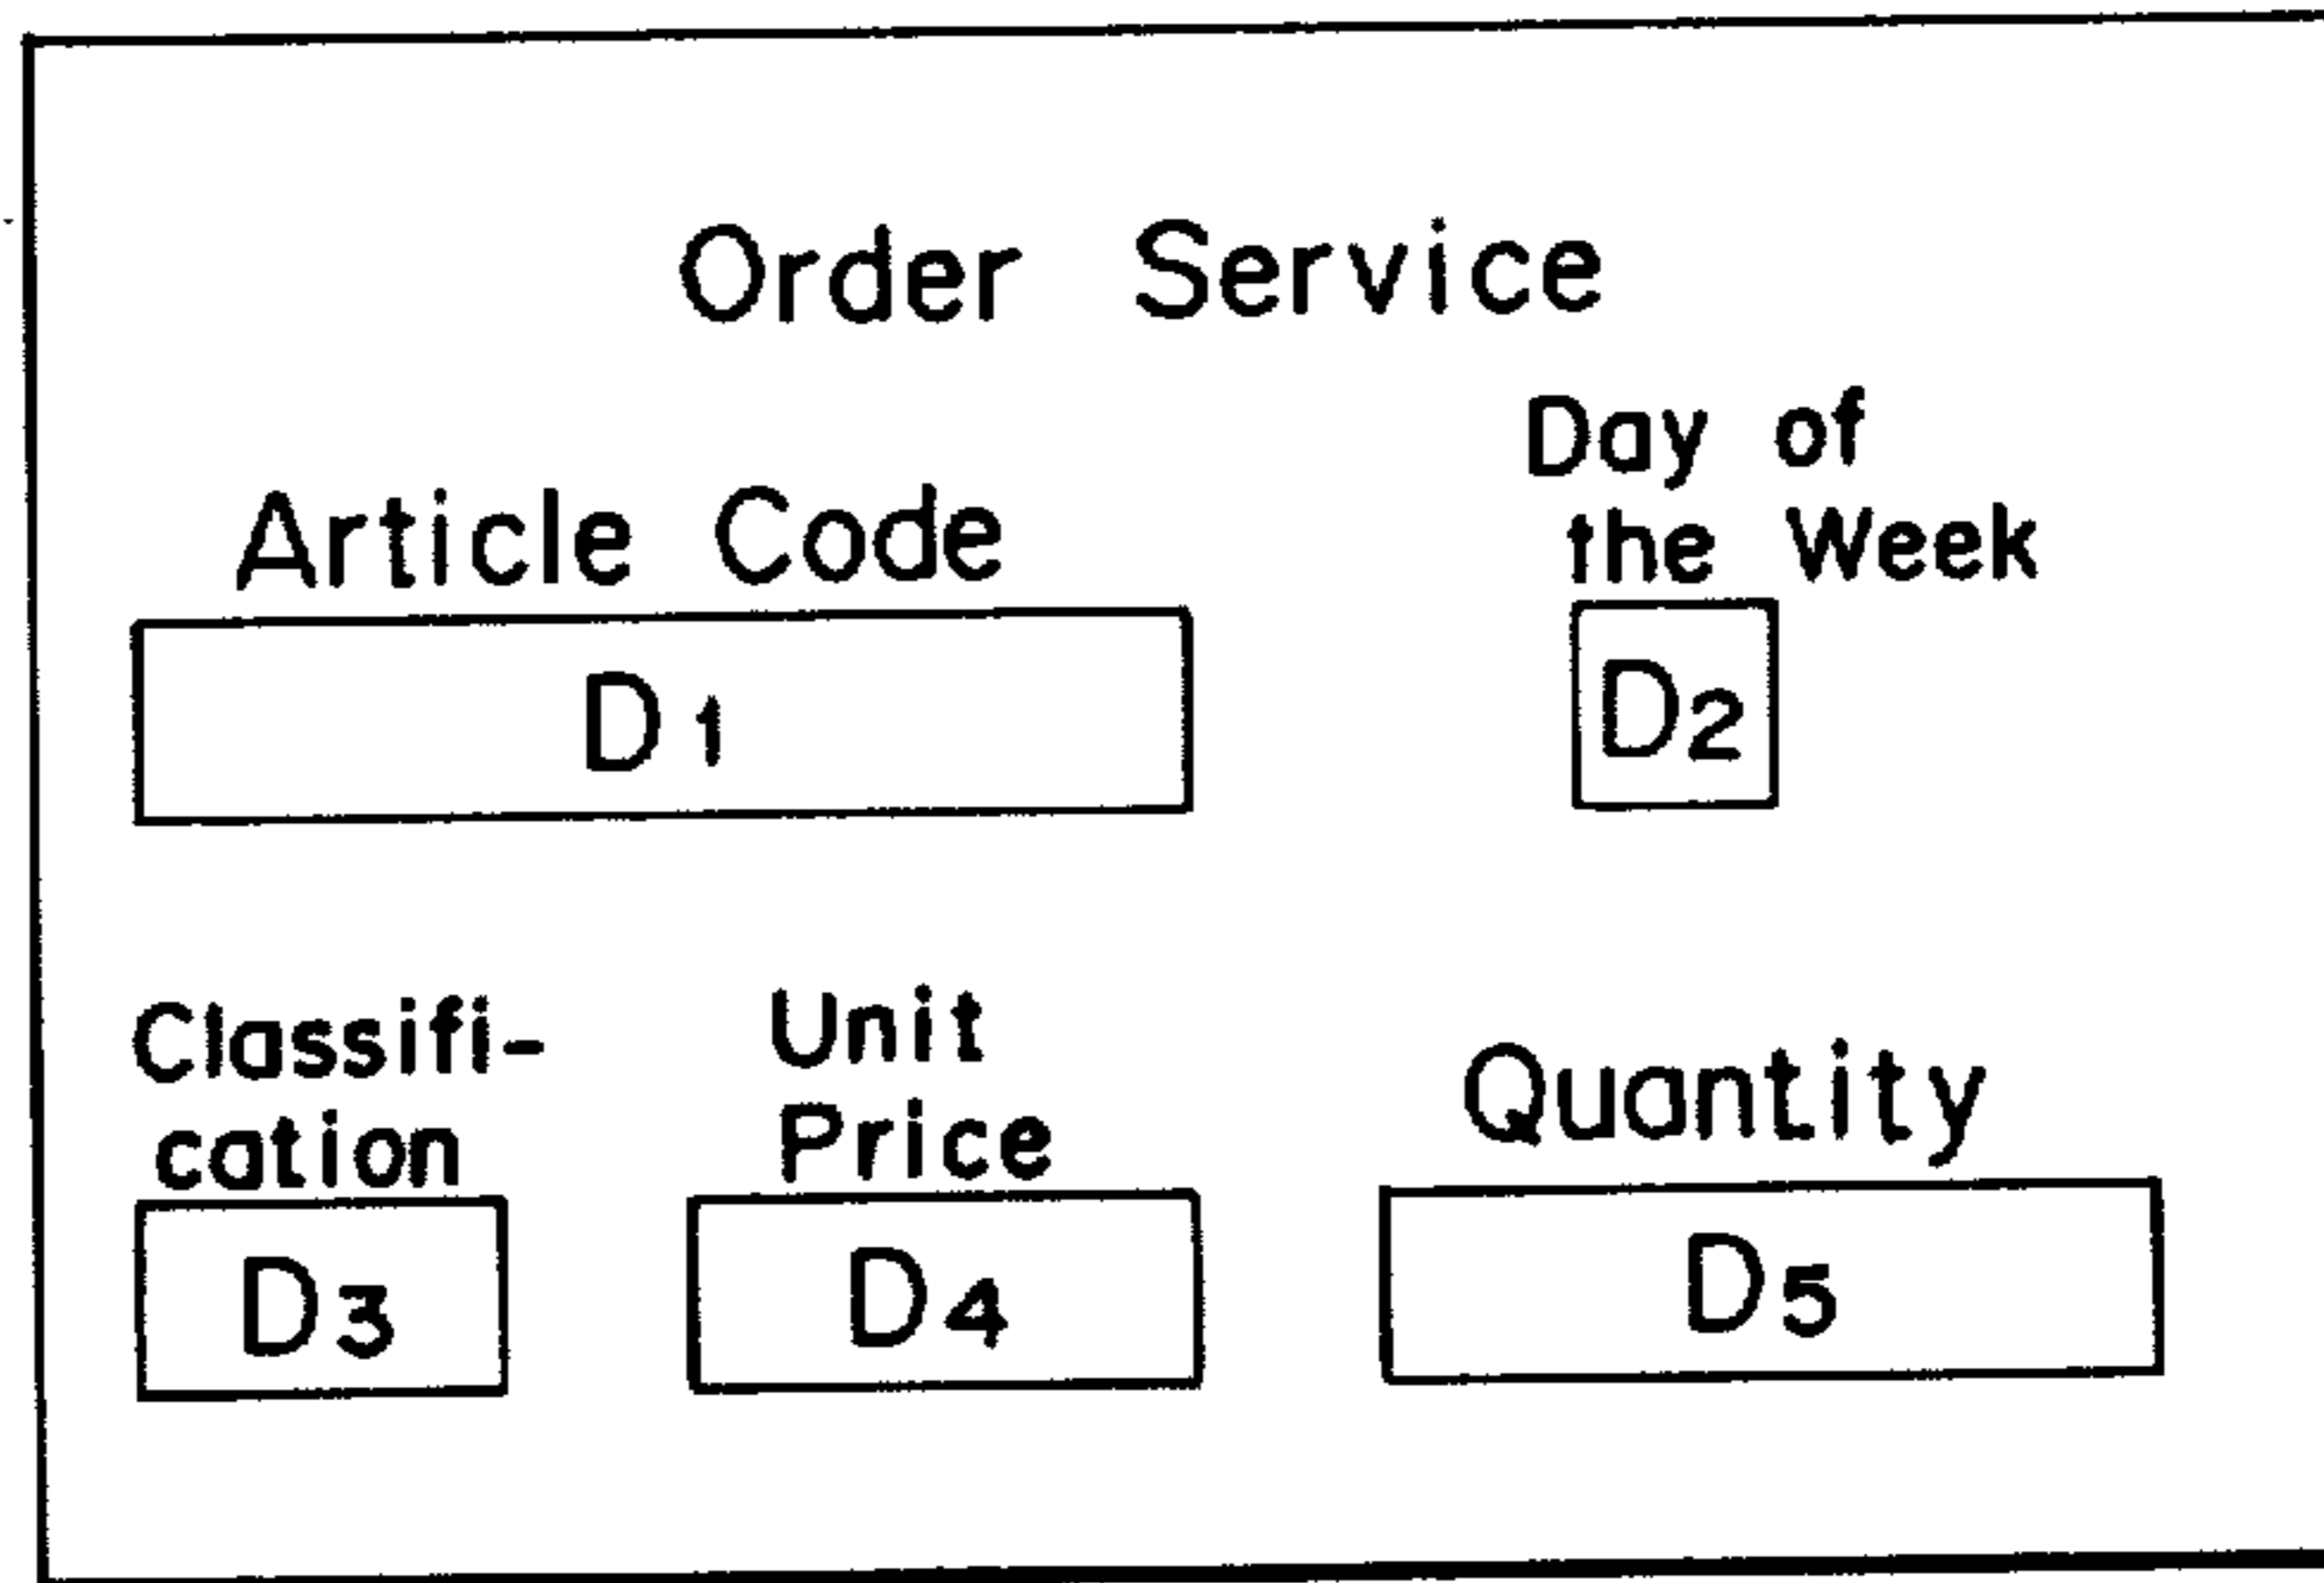 Order Service
Day of
the Week
Article Code
D1
D2
Classifi-
cation
Unit
Price
Quantity
D3
D4
D5